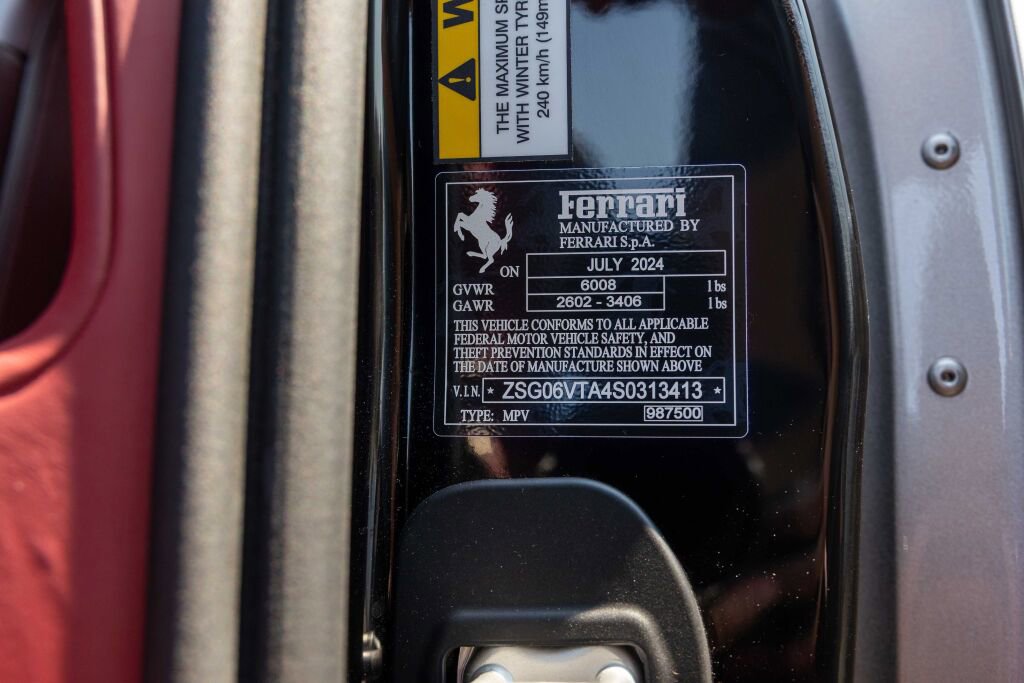 W
THE MAXIMUM
WITH WINTER
240 km/h
Ferrari
MANUFACTURED BY
FERRARI S.p.A.
ON JULY 2024
GVWR 6008 lbs
GAWR 2602 - 3406 lbs
THIS VEHICLE CONFORMS TO ALL APPLICABLE
FEDERAL MOTOR VEHICLE SAFETY, AND
THEFT PREVENTION STANDARDS IN EFFECT ON
THE DATE OF MANUFACTURE SHOWN ABOVE
V.I.N. * ZSG06VTA4S0313413 *
TYPE: MPV 987500